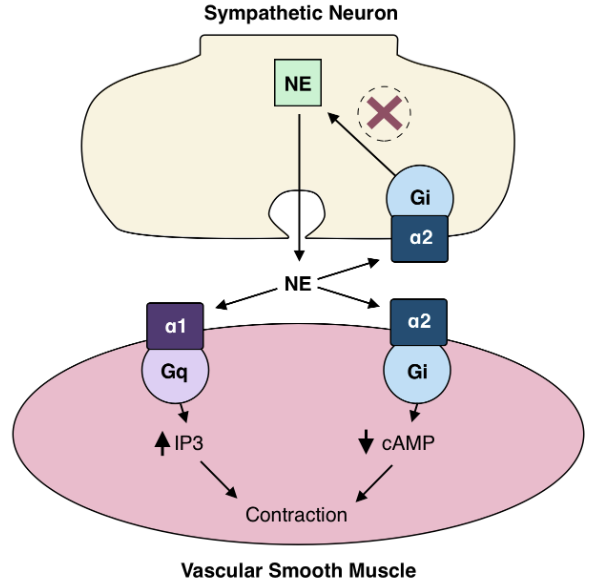 Sympathetic Neuron
NE
Gi
α2
NE
α1
α2
Gq
Gi
IP3
cAMP
Contraction
Vascular Smooth Muscle